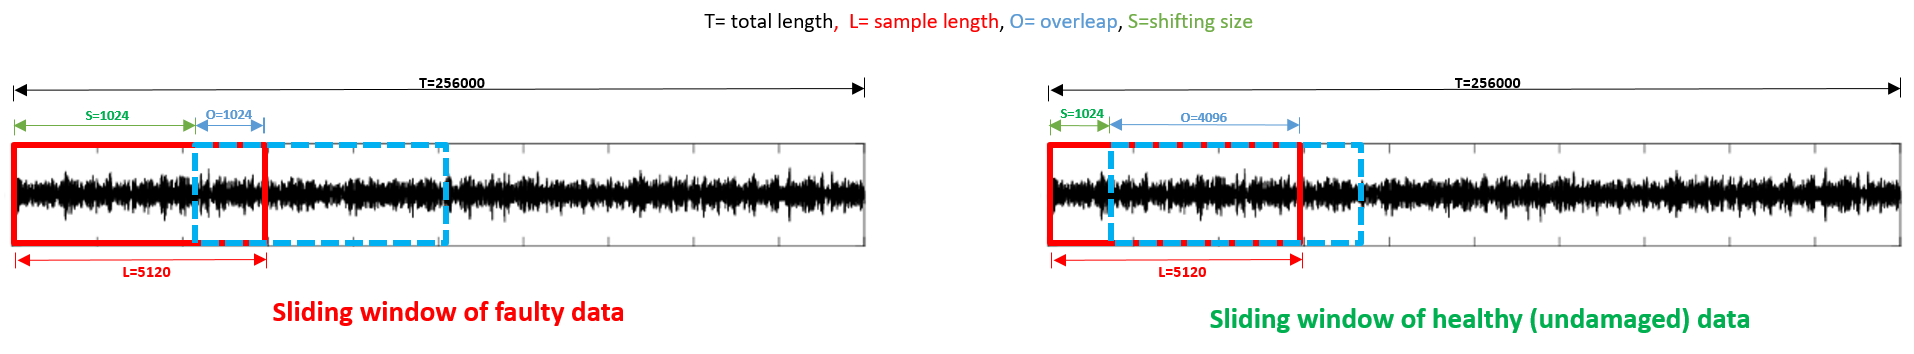 T= total length, L= sample length, O= overleap, S=shifting size
T=256000
S=1024
O=1024
L=5120
Sliding window of faulty data
T=256000
S=1024
O=4096
L=5120
Sliding window of healthy (undamaged) data